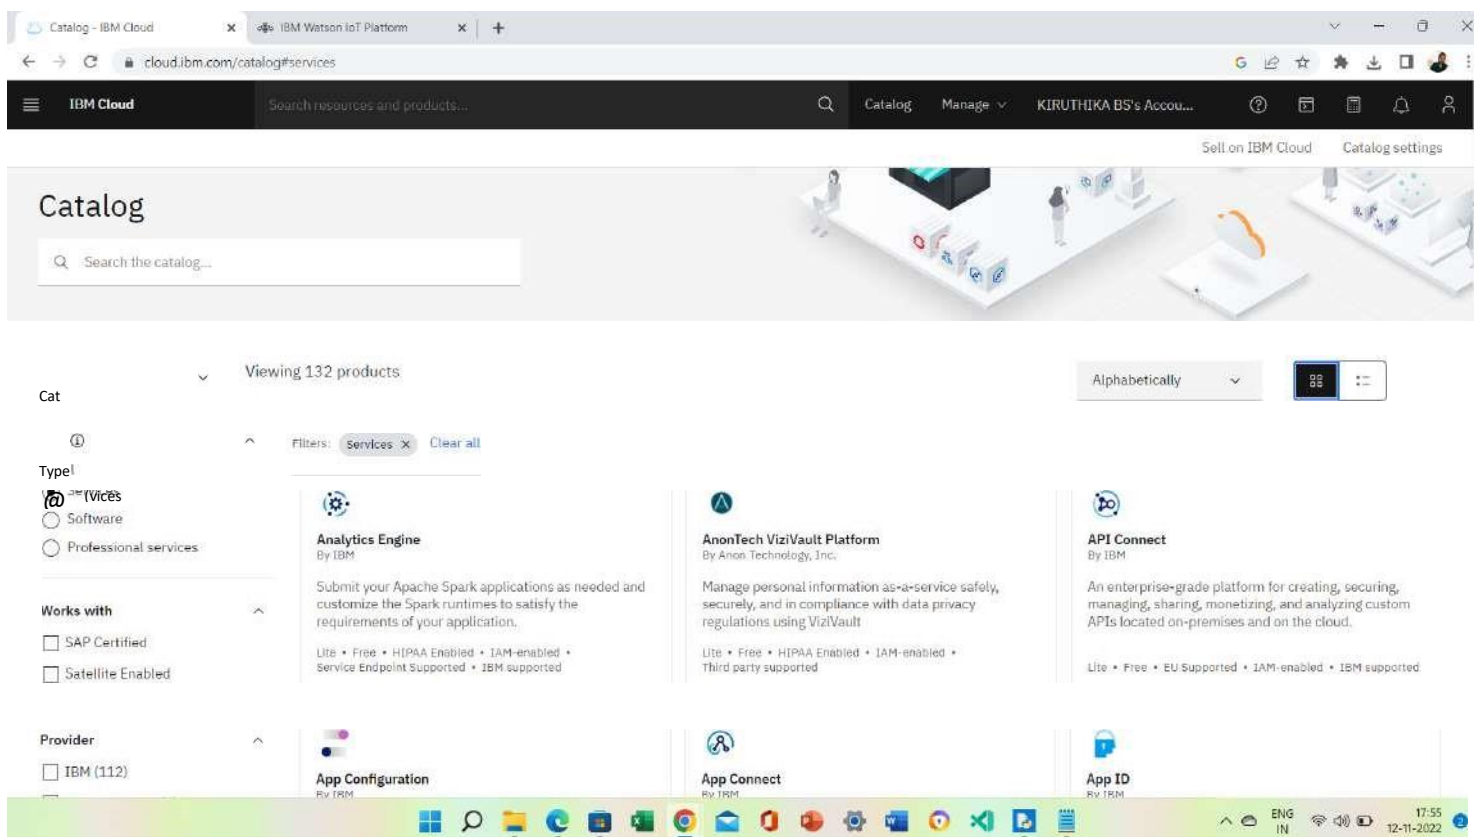 Catalog - IBM Cloud
IBM Watson IoT Platform
cloud.ibm.com/catalog#services
IBM Cloud
Search resources and products...
Catalog
Manage
KIRUTHIKA BS's Accou...
Sell on IBM Cloud
Catalog settings
Catalog
Search the catalog...
Viewing 132 products
Alphabetically
Cat
Filters: Services × Clear all
Type
(vices
Software
Professional services
Works with
SAP Certified
Satellite Enabled
Provider
IBM (112)
Analytics Engine
By IBM
Submit your Apache Spark applications as needed and
customize the Spark runtimes to satisfy the
requirements of your application.
Lite • Free • HIPAA Enabled • IAM-enabled •
Service Endpoint Supported • IBM supported
AnonTech ViziVault Platform
By Anon Technology, Inc.
Manage personal information as-a-service safely,
securely, and in compliance with data privacy
regulations using ViziVault
Lite • Free • HIPAA Enabled • IAM-enabled •
Third party supported
API Connect
By IBM
An enterprise-grade platform for creating, securing,
managing, sharing, monetizing, and analyzing custom
APIs located on-premises and on the cloud.
Lite • Free • EU Supported • IAM-enabled • IBM supported
App Configuration
By IBM
App Connect
By IBM
App ID
By IBM
ENG
IN
17:55
12-11-2022
2